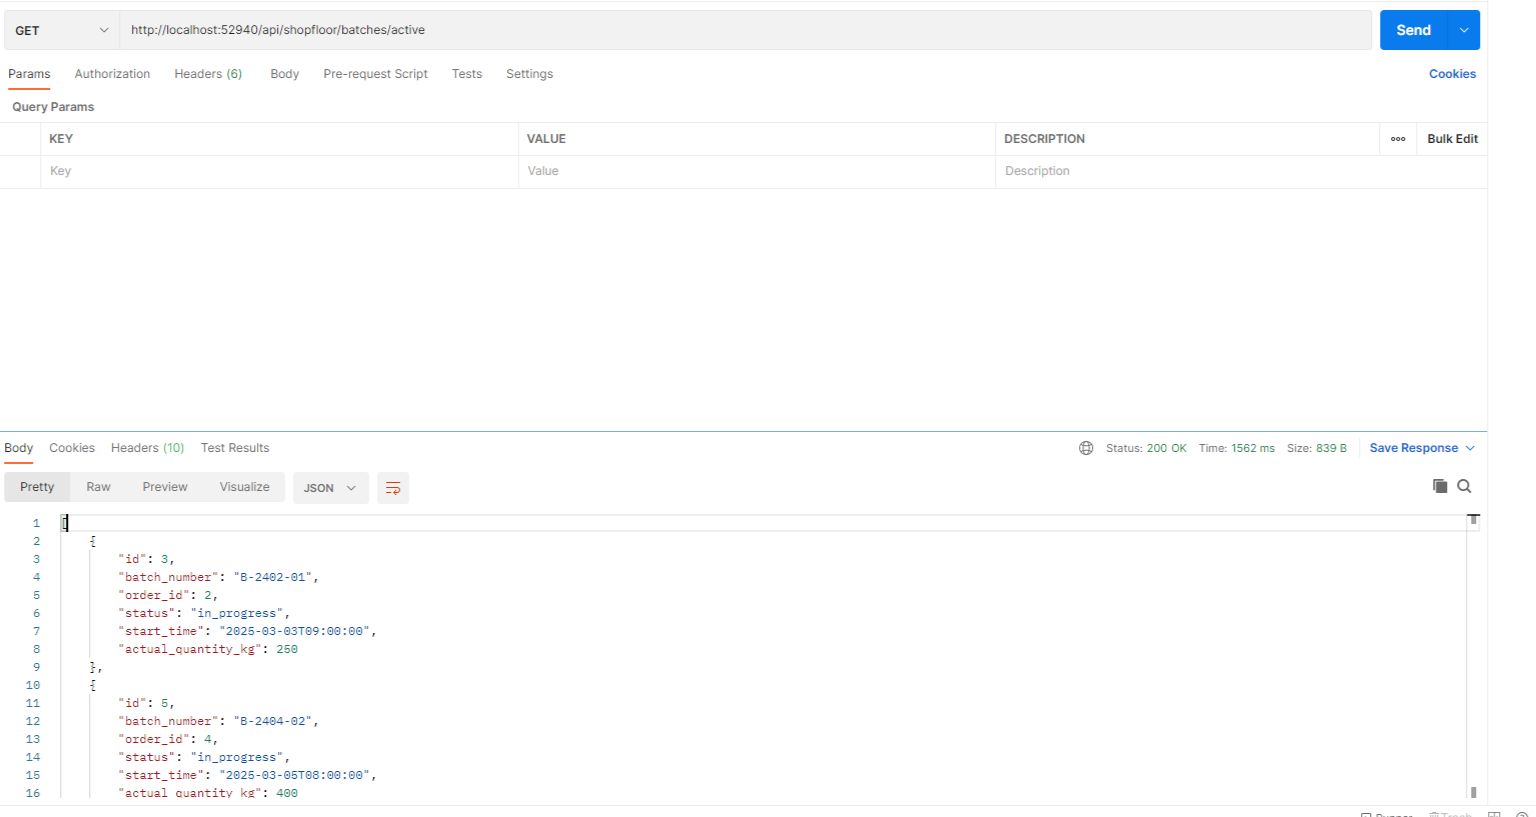 GET http://localhost:52940/api/shopfloor/batches/active Send
Params Authorization Headers (6) Body Pre-request Script Tests Settings Cookies
Query Params
KEY VALUE DESCRIPTION Bulk Edit
Key Value Description
Body Cookies Headers (10) Test Results Status: 200 OK Time: 1562 ms Size: 839 B Save Response
Pretty Raw Preview Visualize JSON
1 [
2 {
3 "id": 3,
4 "batch_number": "B-2402-01",
5 "order_id": 2,
6 "status": "in_progress",
7 "start_time": "2025-03-03T09:00:00",
8 "actual_quantity_kg": 250
9 },
10 {
11 "id": 5,
12 "batch_number": "B-2404-02",
13 "order_id": 4,
14 "status": "in_progress",
15 "start_time": "2025-03-05T08:00:00",
16 "actual_quantity_kg": 400
Runner Trash